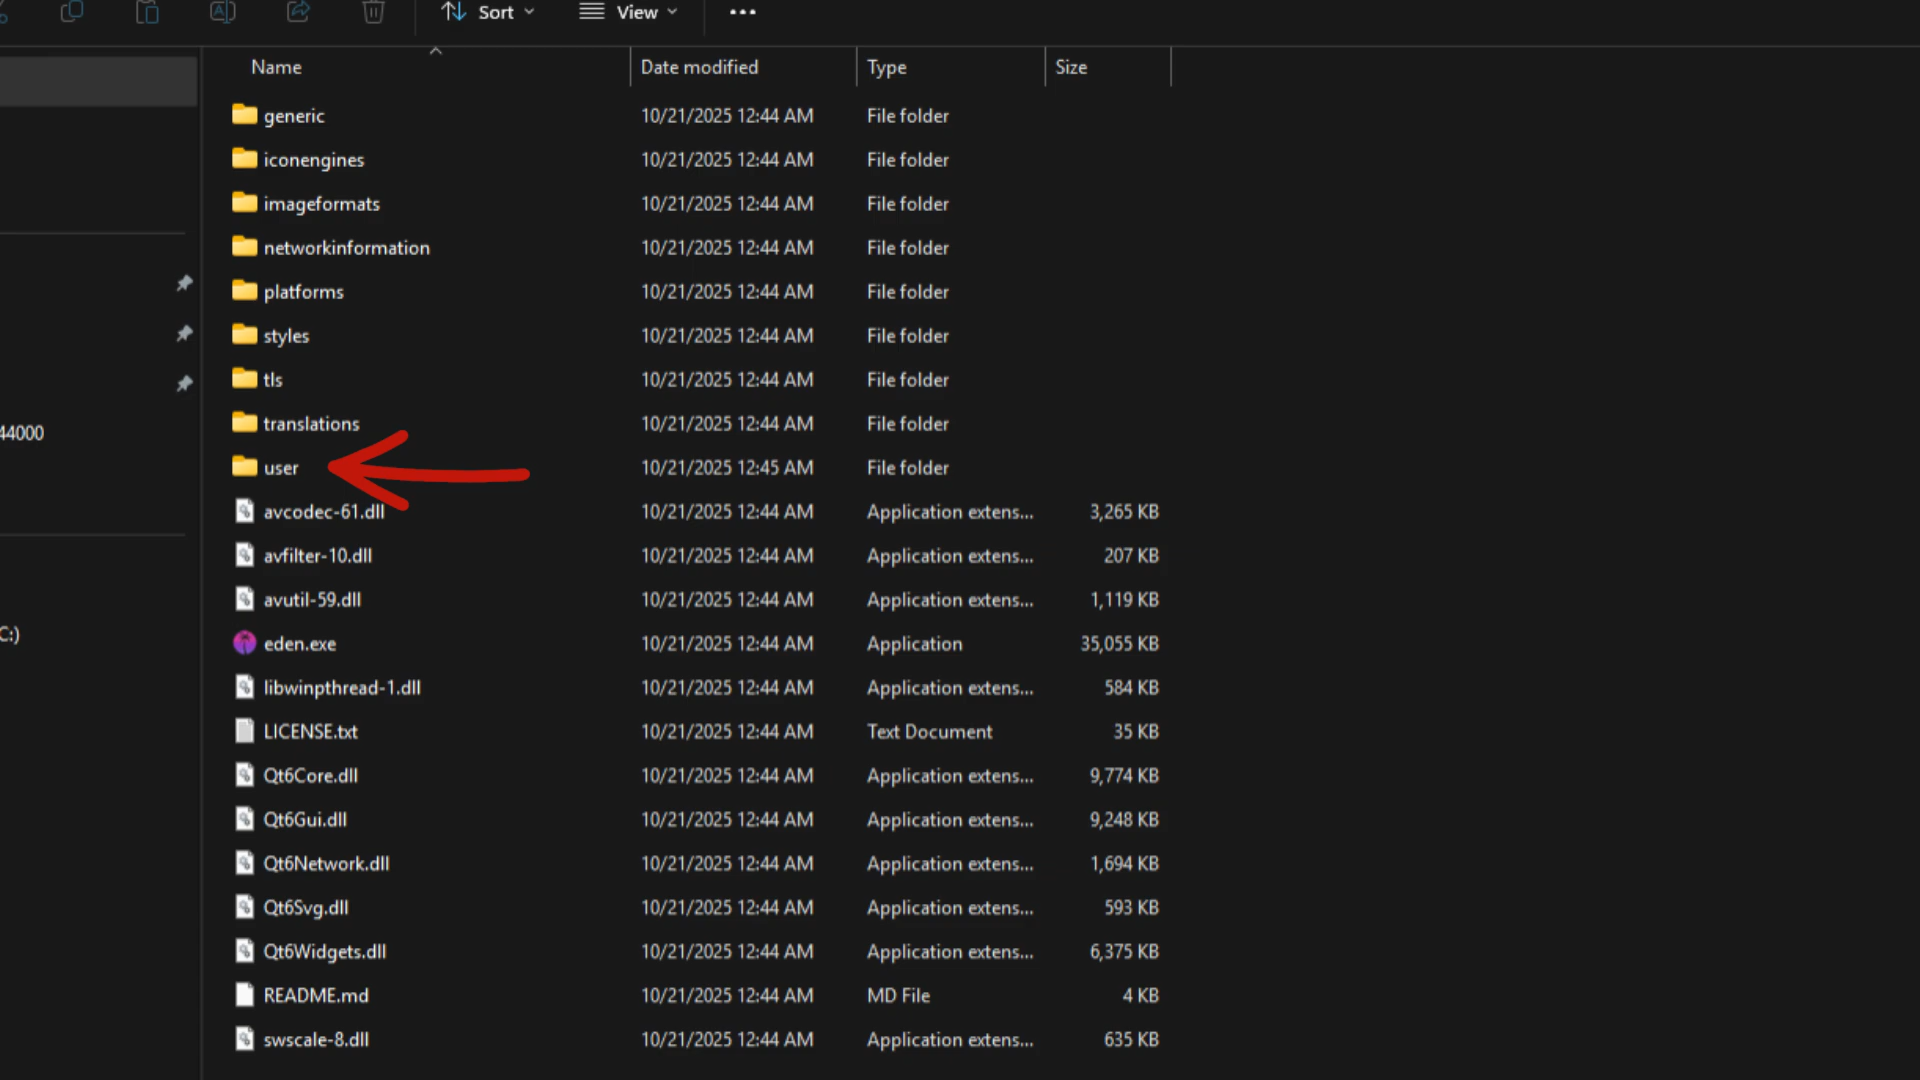 Sort View
Name Date modified Type Size
generic 10/21/2025 12:44 AM File folder
iconengines 10/21/2025 12:44 AM File folder
imageformats 10/21/2025 12:44 AM File folder
networkinformation 10/21/2025 12:44 AM File folder
platforms 10/21/2025 12:44 AM File folder
styles 10/21/2025 12:44 AM File folder
tls 10/21/2025 12:44 AM File folder
44000 translations 10/21/2025 12:44 AM File folder
user 10/21/2025 12:45 AM File folder
avcodec-61.dll 10/21/2025 12:44 AM Application extens... 3,265 KB
avfilter-10.dll 10/21/2025 12:44 AM Application extens... 207 KB
avutil-59.dll 10/21/2025 12:44 AM Application extens... 1,119 KB
C:) eden.exe 10/21/2025 12:44 AM Application 35,055 KB
libwinpthread-1.dll 10/21/2025 12:44 AM Application extens... 584 KB
LICENSE.txt 10/21/2025 12:44 AM Text Document 35 KB
Qt6Core.dll 10/21/2025 12:44 AM Application extens... 9,774 KB
Qt6Gui.dll 10/21/2025 12:44 AM Application extens... 9,248 KB
Qt6Network.dll 10/21/2025 12:44 AM Application extens... 1,694 KB
Qt6Svg.dll 10/21/2025 12:44 AM Application extens... 593 KB
Qt6Widgets.dll 10/21/2025 12:44 AM Application extens... 6,375 KB
README.md 10/21/2025 12:44 AM MD File 4 KB
swscale-8.dll 10/21/2025 12:44 AM Application extens... 635 KB